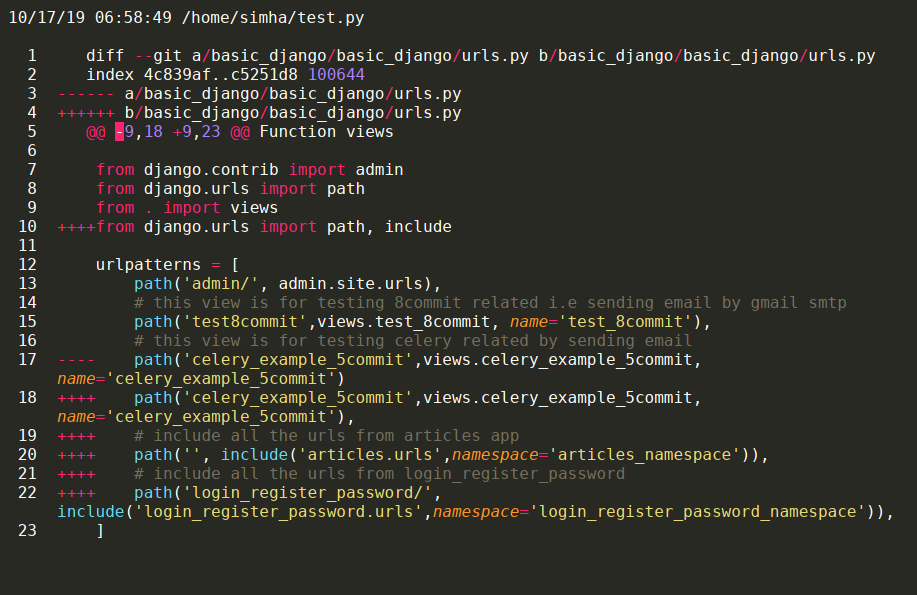 10/17/19 06:58:49 /home/simha/test.py
1 diff --git a/basic_django/basic_django/urls.py b/basic_django/basic_django/urls.py
2 index 4c839af..c5251d8 100644
3 ------ a/basic_django/basic_django/urls.py
4 ++++++ b/basic_django/basic_django/urls.py
5 @@ -9,18 +9,23 @@ Function views
6
7 from django.contrib import admin
8 from django.urls import path
9 from . import views
10 ++++from django.urls import path, include
11
12 urlpatterns = [
13 path('admin/', admin.site.urls),
14 # this view is for testing 8commit related i.e sending email by gmail smtp
15 path('test8commit',views.test_8commit, name='test_8commit'),
16 # this view is for testing celery related by sending email
17 ---- path('celery_example_5commit',views.celery_example_5commit,
name='celery_example_5commit')
18 ++++ path('celery_example_5commit',views.celery_example_5commit,
name='celery_example_5commit'),
19 ++++ # include all the urls from articles app
20 ++++ path('', include('articles.urls',namespace='articles_namespace')),
21 ++++ # include all the urls from login_register_password
22 ++++ path('login_register_password/',
include('login_register_password.urls',namespace='login_register_password_namespace')),
23 ]